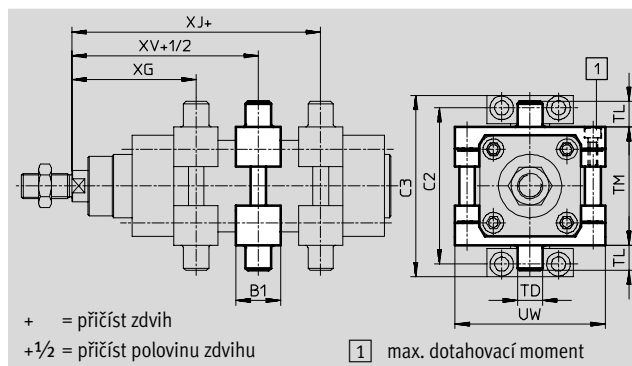 XJ+
XV+1/2
XG
1
TL
C3
C2
TM
TL
B1
TD
UW
+ = přičíst zdvih
+½ = přičíst polovinu zdvihu
1 max. dotahovací moment